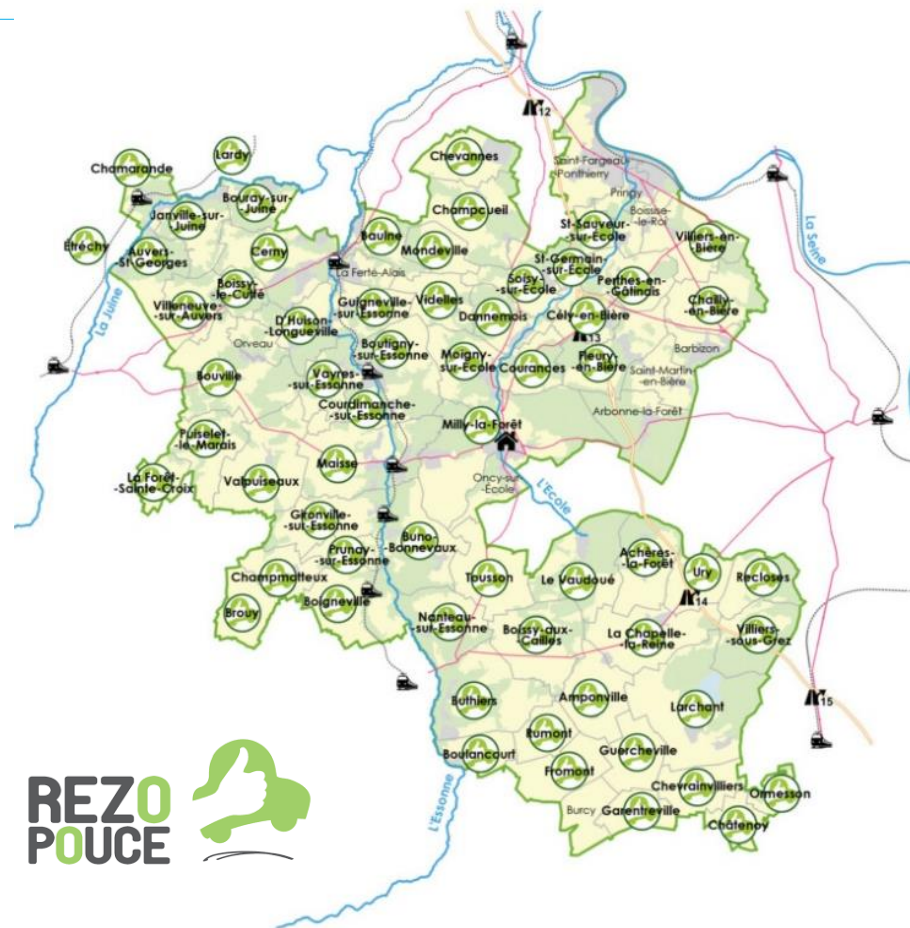 12
Chamarande
Lardy
Chevannes
Saint-Fargeau-
Ponthierry
Pringy
Boissise-
le-Roi
La Seine
Bouray-sur-
-Juine
Janville-sur-
-Juine
Champcueil
St-Sauveur-
-sur-École
Villiers-en-
-Bière
Étréchy
Auvers-
-St-Georges
Cerny
Baulne
Mondeville
La Ferté-Alais
St-Germain-
-sur-École
Soisy-
-sur-École
Perthes-en-
-Gâtinais
Boissy-
-le-Cutté
La Juine
Villeneuve-
-sur-Auvers
D'Huison-
-Longueville
Guigneville-
-sur-Essonne
Videlles
Dannemois
Cély-en-Bière
Chailly-
-en-Bière
13
Orveau
Boutigny-
-sur-Essonne
Moigny-
-sur-École
Courances
Fleury-
-en-Bière
Barbizon
Saint-Martin-
-en-Bière
Bouville
Vayres-
-sur-Essonne
Courdimanche-
-sur-Essonne
Arbonne-la-Forêt
Milly-la-Forêt
Puiselet-
-le-Marais
Maisse
La Forêt-
-Sainte-Croix
Valpuiseaux
Oncy-sur-
-École
L'Ecole
Gironville-
-sur-Essonne
Prunay-
-sur-Essonne
Buno-
-Bonnevaux
Champmotteux
Boigneville
Brouy
Tousson
Le Vaudoué
Achères-
-la-Forêt
Ury
Recloses
14
Nanteau-
-sur-Essonne
Boissy-aux-
-Cailles
La Chapelle-
-la-Reine
Villiers-
-sous-Grez
15
Buthiers
Amponville
Larchant
Rumont
Boulancourt
Guercheville
Fromont
Chevrainvilliers
Ormesson
Burcy
Garentreville
Châtenoy
L'Essonne
REZO
POUCE